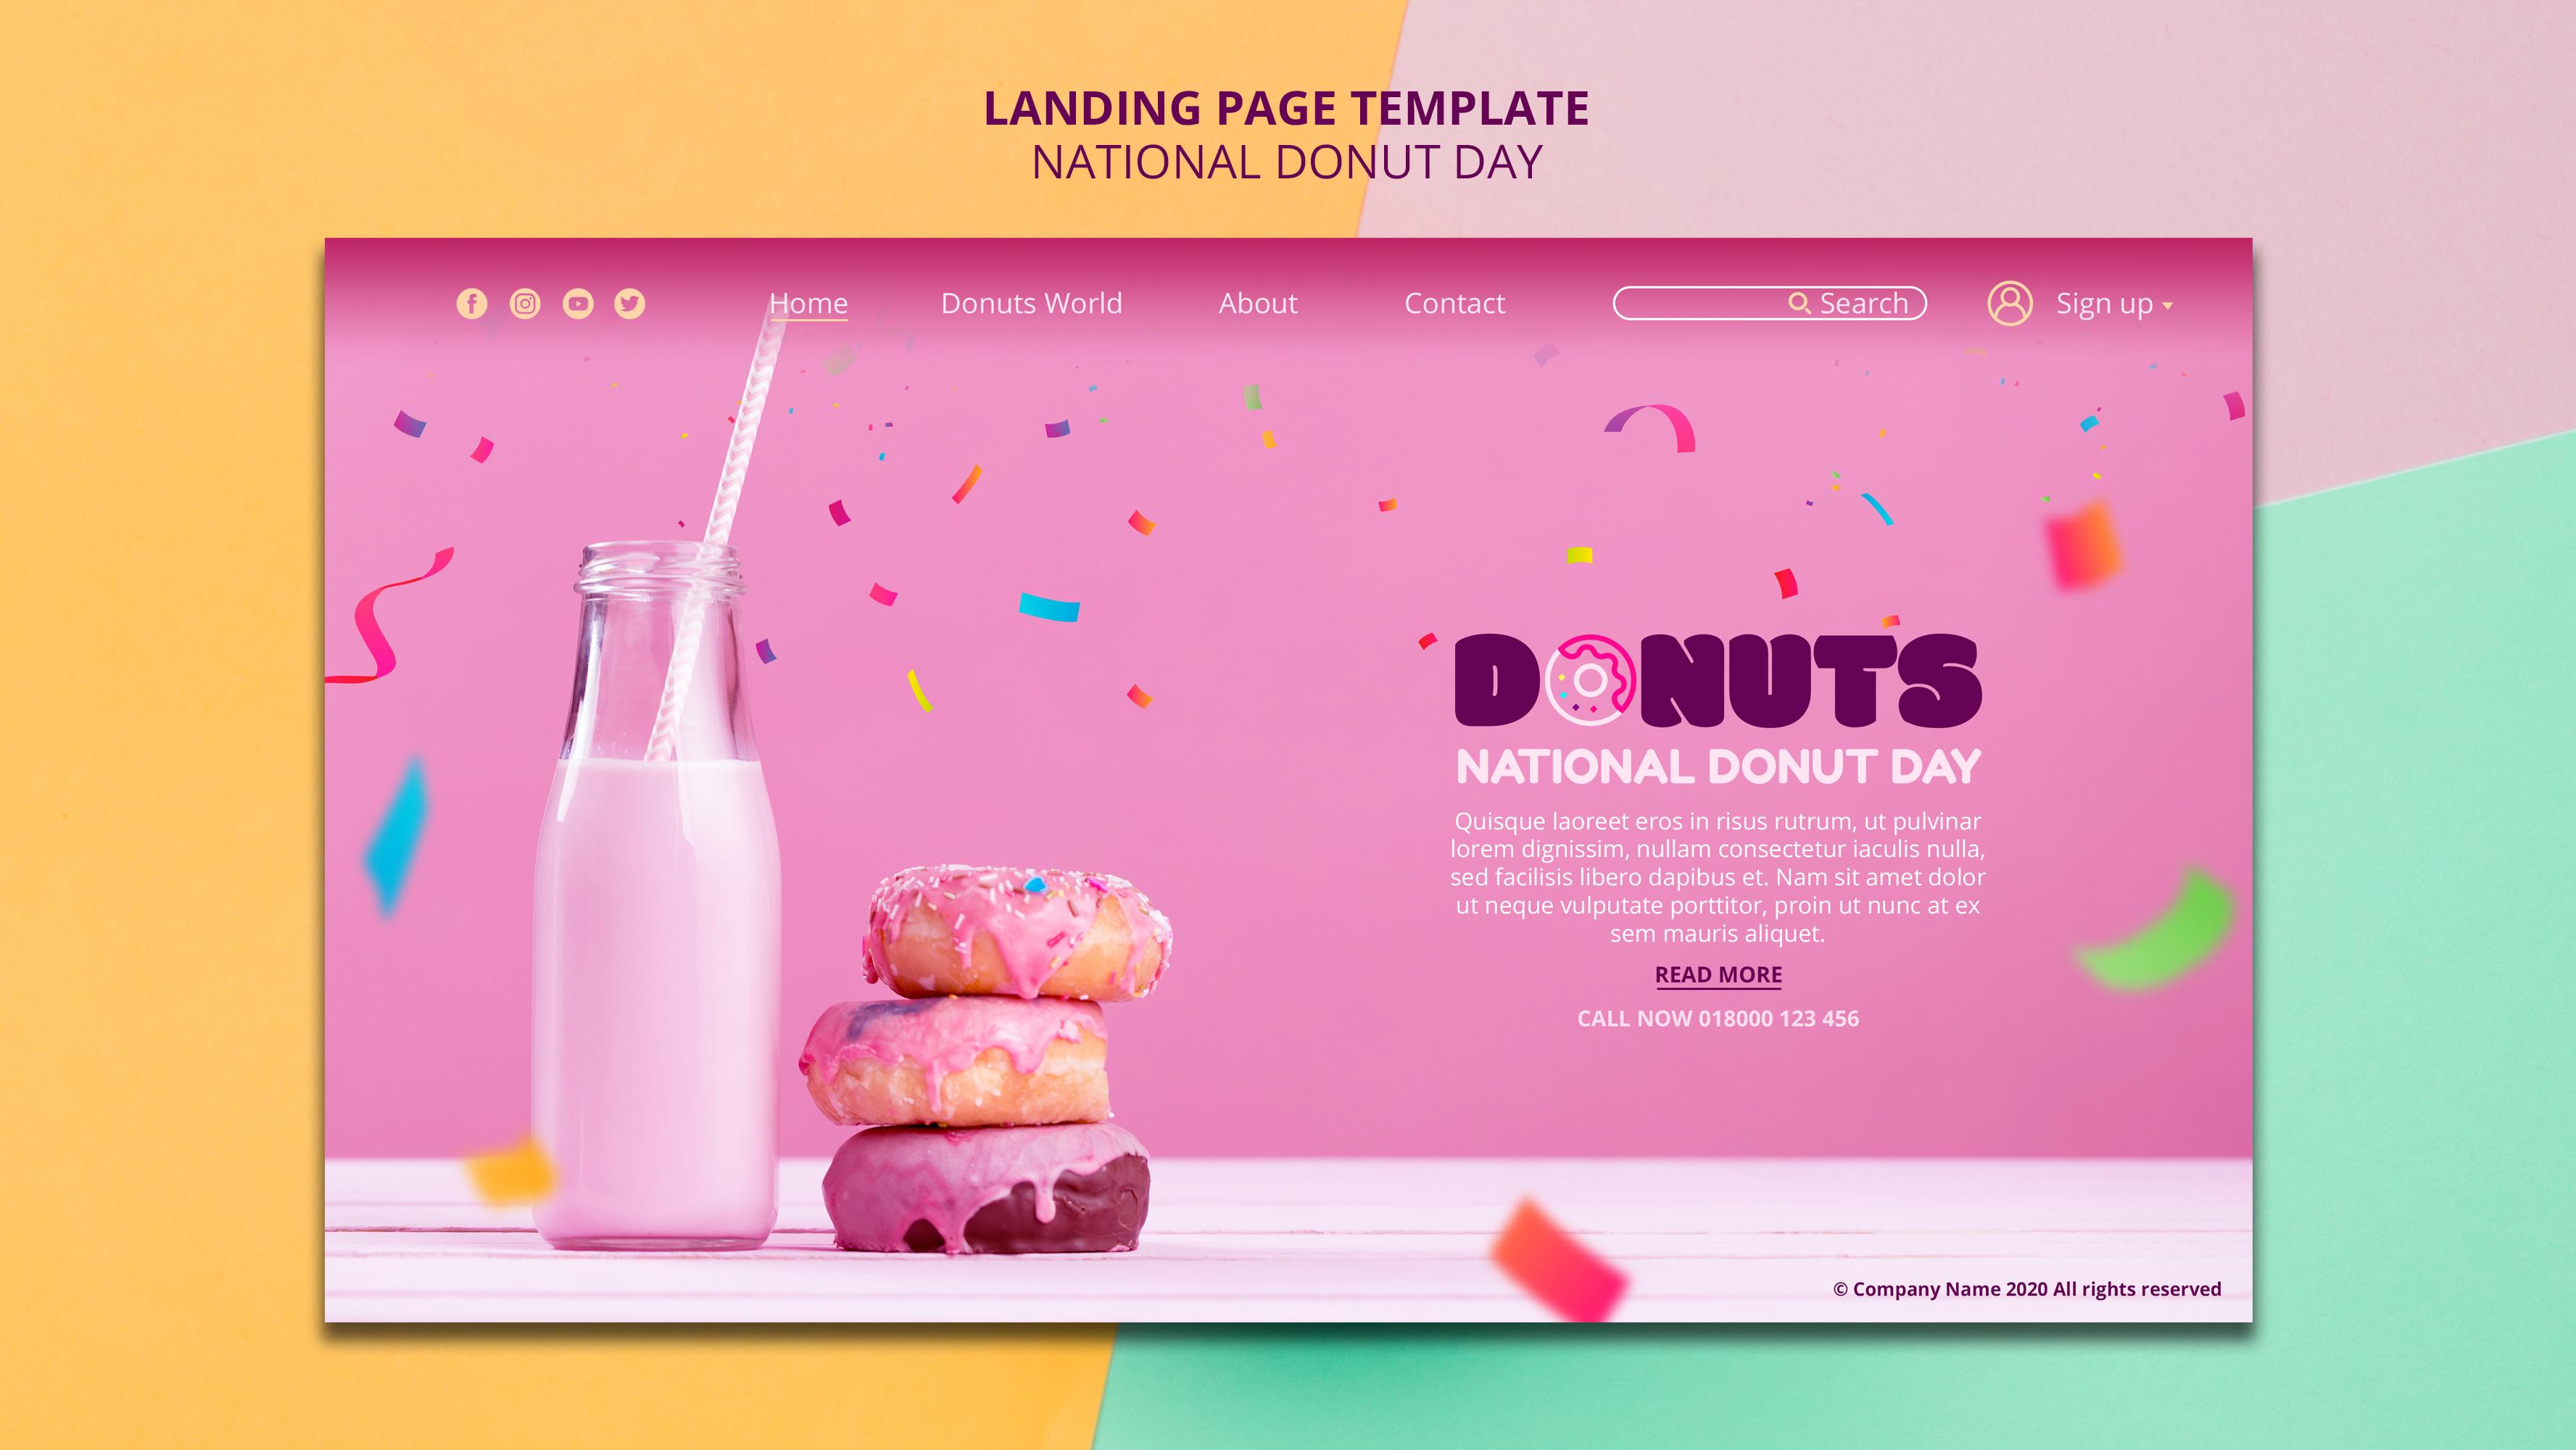 LANDING PAGE TEMPLATE
NATIONAL DONUT DAY
Home Donuts World About Contact Search Sign up
DONUTS
NATIONAL DONUT DAY
Quisque laoreet eros in risus rutrum, ut pulvinar
lorem dignissim, nullam consectetur iaculis nulla,
sed facilisis libero dapibus et. Nam sit amet dolor
ut neque vulputate porttitor, proin ut nunc at ex
sem mauris aliquet.
READ MORE
CALL NOW 018000 123 456
© Company Name 2020 All rights reserved